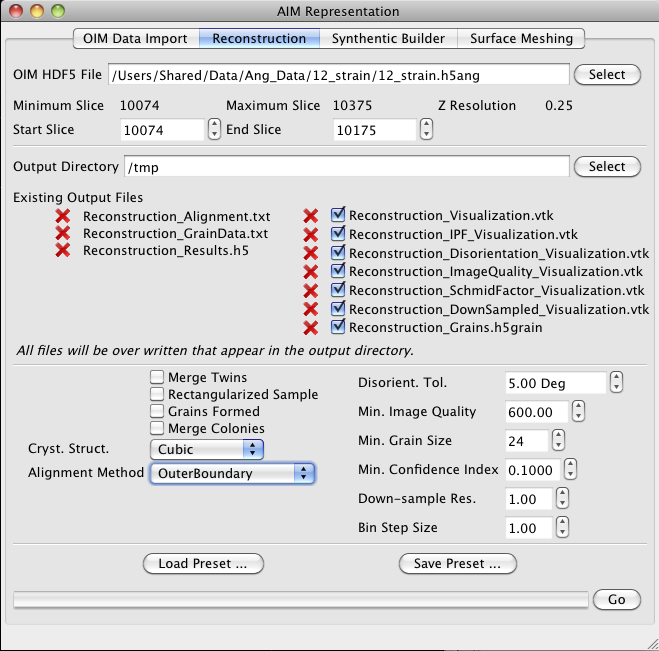 AIM Representation
OIM Data Import Reconstruction Synthentic Builder Surface Meshing
OIM HDF5 File /Users/Shared/Data/Ang_Data/12_strain/12_strain.h5ang Select
Minimum Slice 10074 Maximum Slice 10375 Z Resolution 0.25
Start Slice 10074 End Slice 10175
Output Directory /tmp Select
Existing Output Files
Reconstruction_Alignment.txt Reconstruction_Visualization.vtk
Reconstruction_GrainData.txt Reconstruction_IPF_Visualization.vtk
Reconstruction_Results.h5 Reconstruction_Disorientation_Visualization.vtk
Reconstruction_ImageQuality_Visualization.vtk
Reconstruction_SchmidFactor_Visualization.vtk
Reconstruction_DownSampled_Visualization.vtk
Reconstruction_Grains.h5grain
All files will be over written that appear in the output directory.
Merge Twins
Rectangularized Sample
Grains Formed
Merge Colonies
Cryst. Struct. Cubic
Alignment Method OuterBoundary
Disorient. Tol. 5.00 Deg
Min. Image Quality 600.00
Min. Grain Size 24
Min. Confidence Index 0.1000
Down-sample Res. 1.00
Bin Step Size 1.00
Load Preset ... Save Preset ...
Go